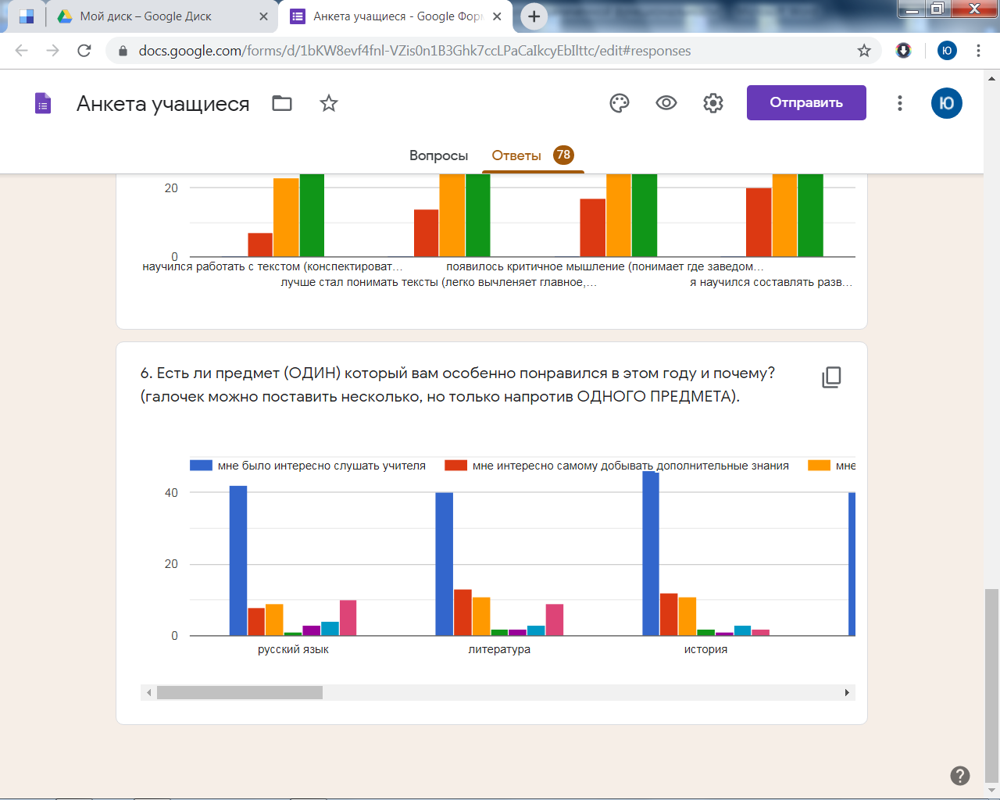 Мой диск – Google Диск
Анкета учащиеся - Google Фор
docs.google.com/forms/d/1bKW8evf4fnl-VZis0n1B3Ghk7ccLPaCaIkcyEbIlttc/edit#responses
Ю
Анкета учащиеся
Отправить
Ю
Вопросы
Ответы 78
20
0
научился работать с текстом (конспектироват…
появилось критичное мышление (понимает где заведом…
лучше стал понимать тексты (легко вычленяет главное,…
я научился составлять разв…
6. Есть ли предмет (ОДИН) который вам особенно понравился в этом году и почему?
(галочек можно поставить несколько, но только напротив ОДНОГО ПРЕДМЕТА).
мне было интересно слушать учителя
мне интересно самому добывать дополнительные знания
мне
40
20
0
русский язык
литература
история